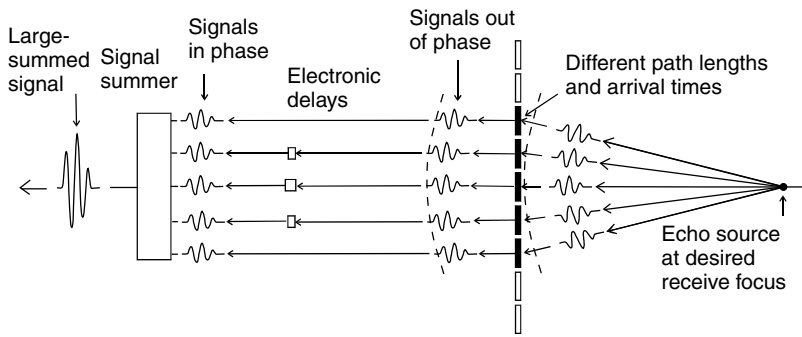 Large-
summed
signal
Signal
summer
Signals
in phase
Electronic
delays
Signals out
of phase
Different path lengths
and arrival times
Echo source
at desired
receive focus